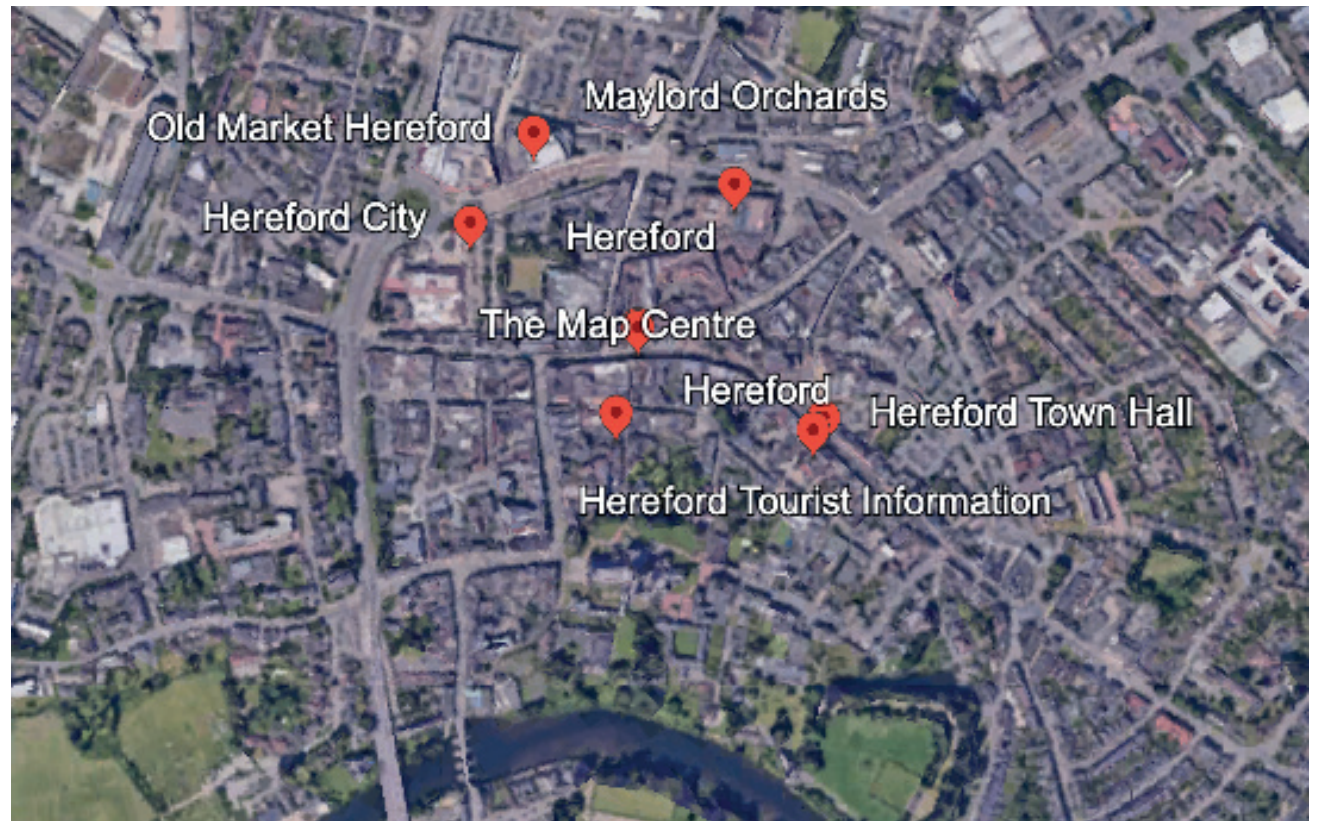 Maylord Orchards
Old Market Hereford
Hereford City
Hereford
The Map Centre
Hereford
Hereford Town Hall
Hereford Tourist Information